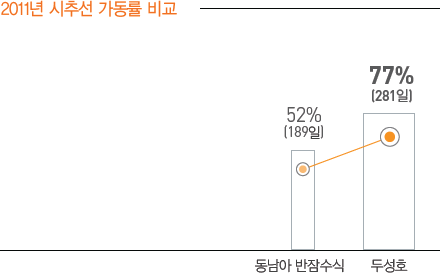 2011년 시추선 가동률 비교
77%
(281일)
52%
(189일)
동남아 반잠수식
두성호